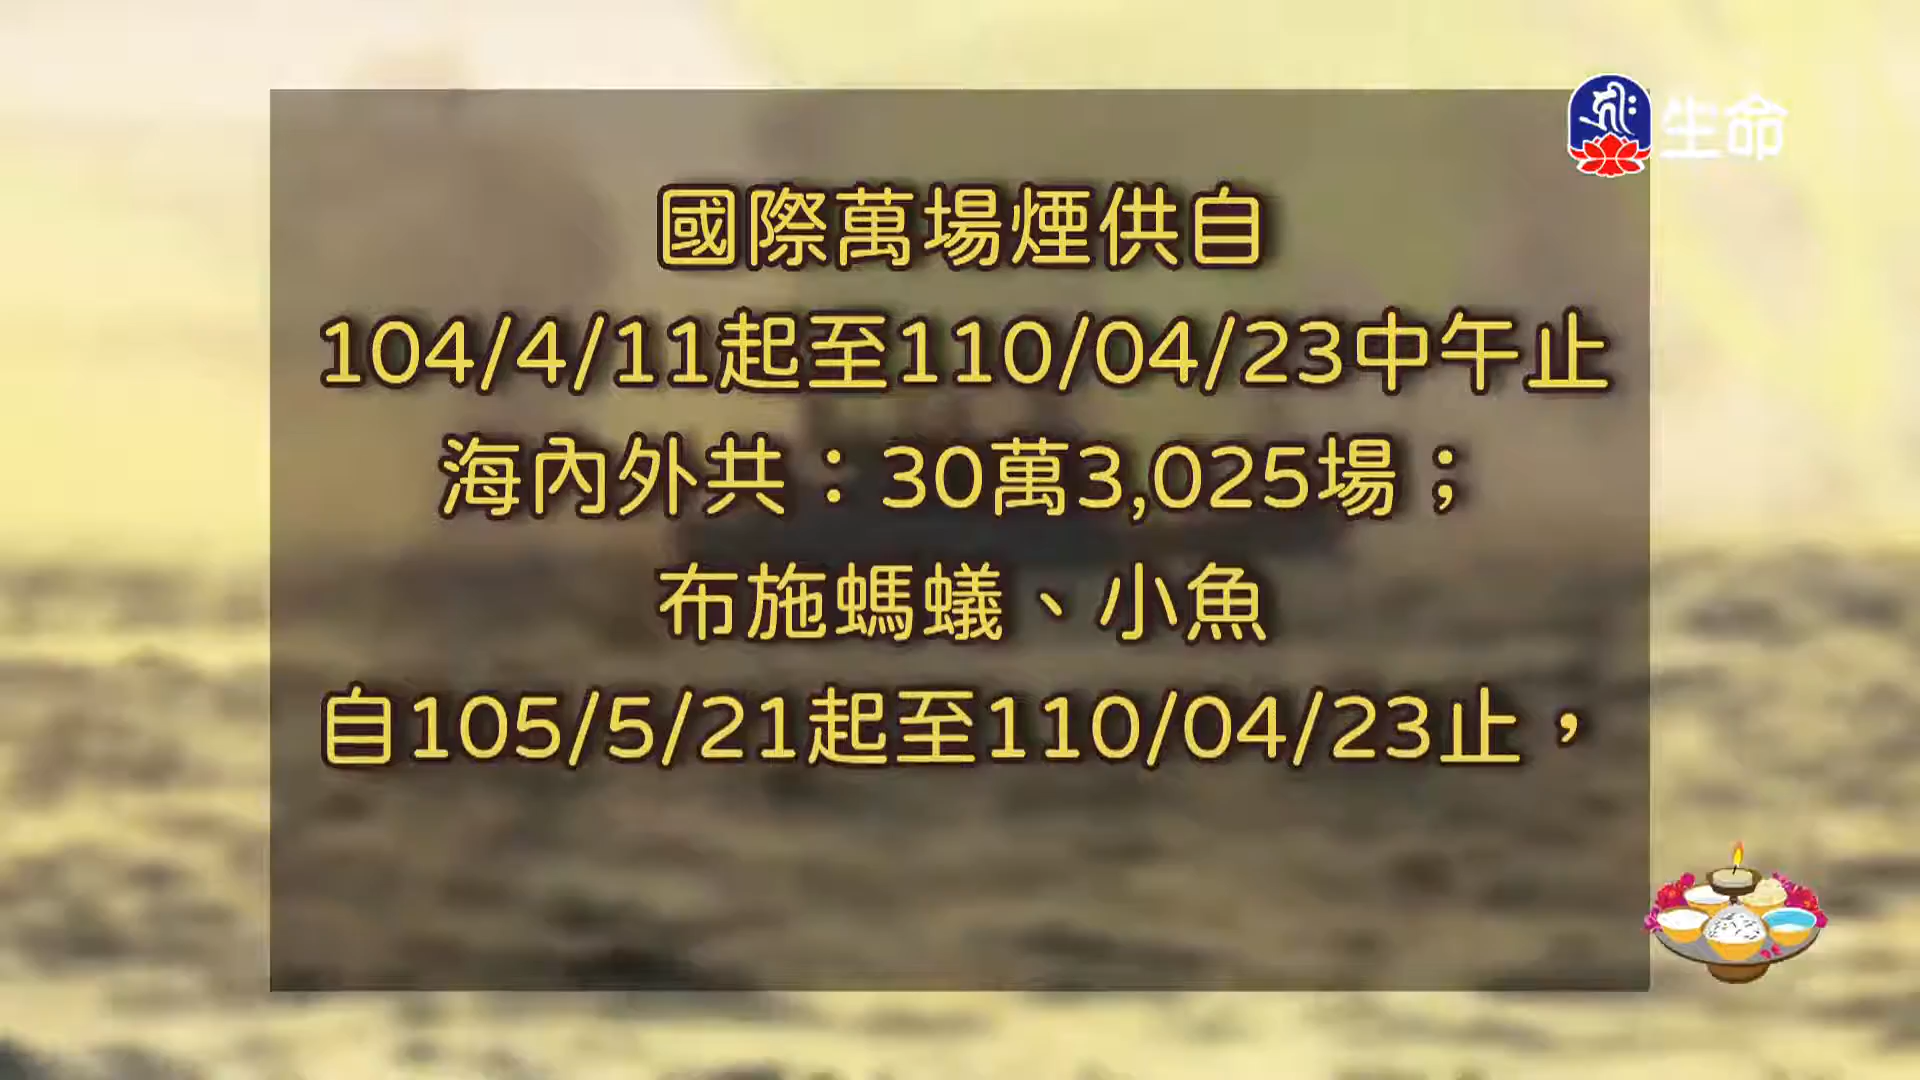 生命
國際萬場煙供自
104/4/11起至110/04/23中午止
海內外共：30萬3,025場；
布施螞蟻、小魚
自105/5/21起至110/04/23止，